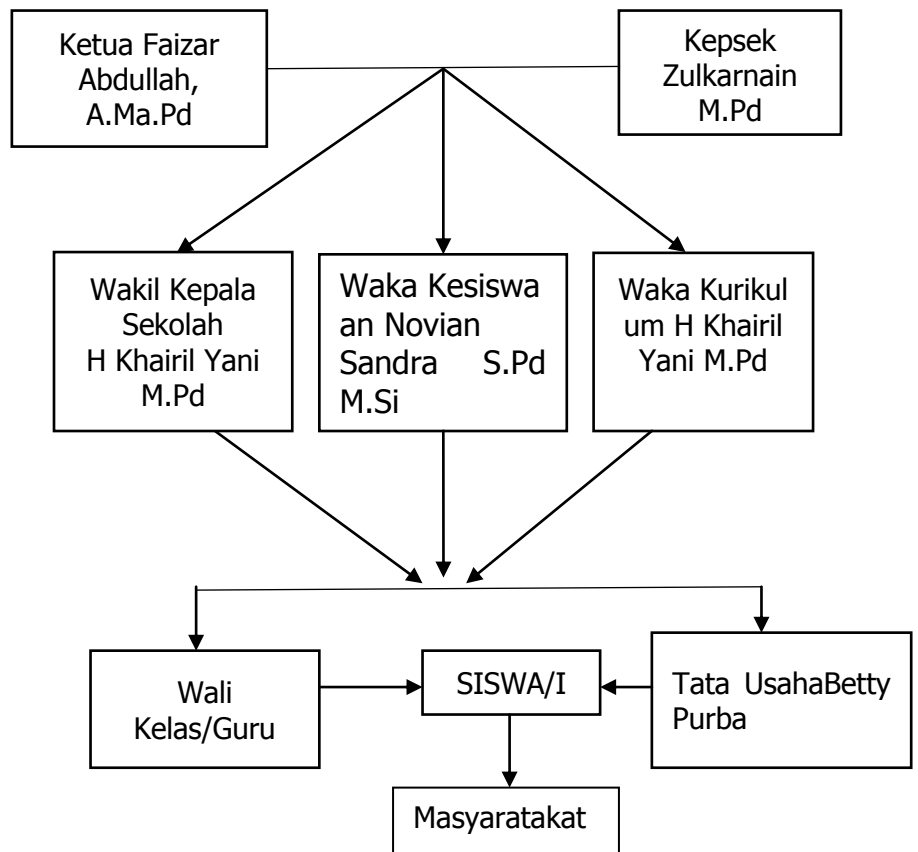 Ketua Faizar
Abdullah,
A.Ma.Pd
Kepsek
Zulkarnain
M.Pd
Wakil Kepala
Sekolah
H Khairil Yani
M.Pd
Waka Kesiswa
an Novian
Sandra S.Pd
M.Si
Waka Kurikul
um H Khairil
Yani M.Pd
Wali
Kelas/Guru
SISWA/I
Tata UsahaBetty
Purba
Masyaratakat